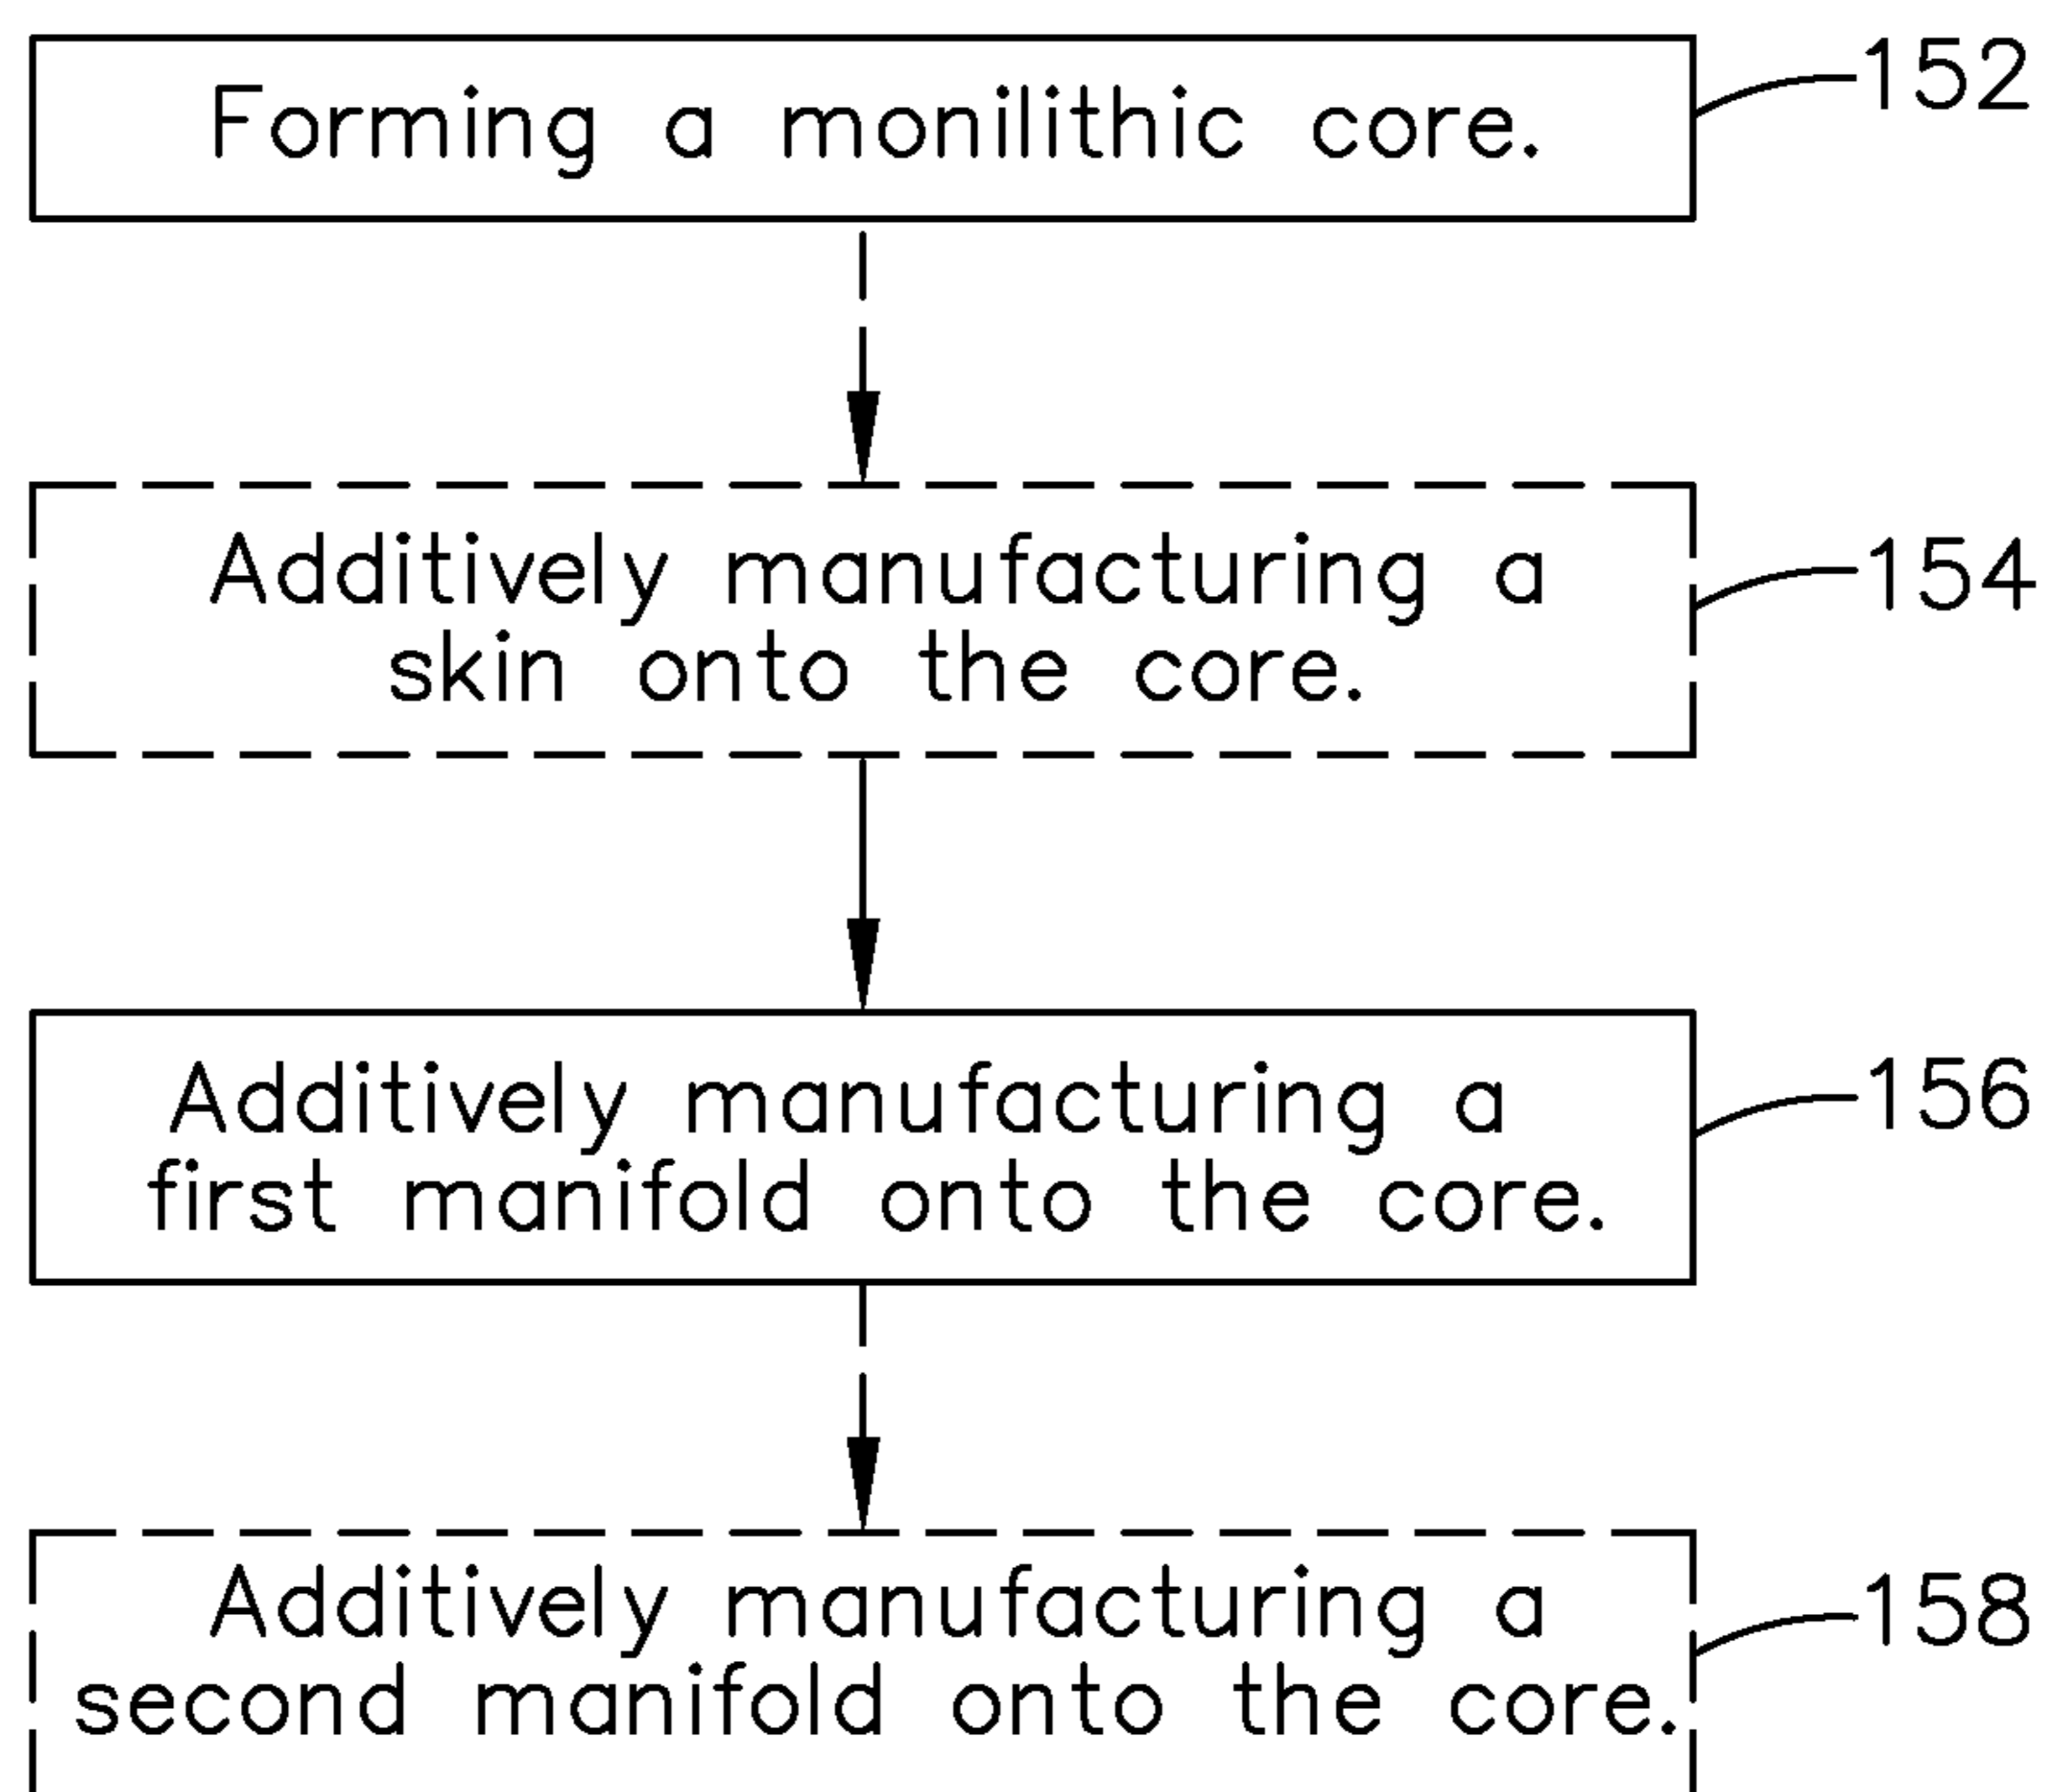 Forming a monilithic core.
152
Additively manufacturing a
skin onto the core.
154
Additively manufacturing a
first manifold onto the core.
156
Additively manufacturing a
second manifold onto the core.
158